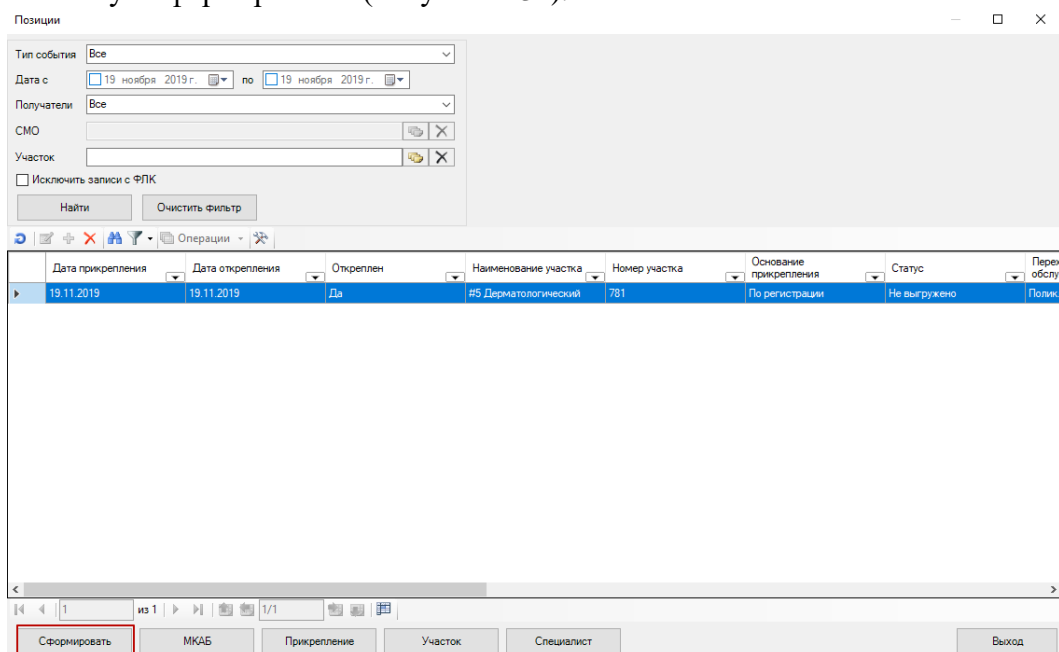 Позиции
Тип события Все
Дата с 19 ноября 2019 г. по 19 ноября 2019 г.
Получатели Все
СМО
Участок
Исключить записи с ФЛК
Найти Очистить фильтр
Операции
Дата прикрепления Дата открепления Откреплен Наименование участка Номер участка Основание прикрепления Статус
19.11.2019 19.11.2019 Да #5 Дерматологический 781 По регистрации Не выгружено
1 из 1 1/1
Сформировать МКАБ Прикрепление Участок Специалист Выход